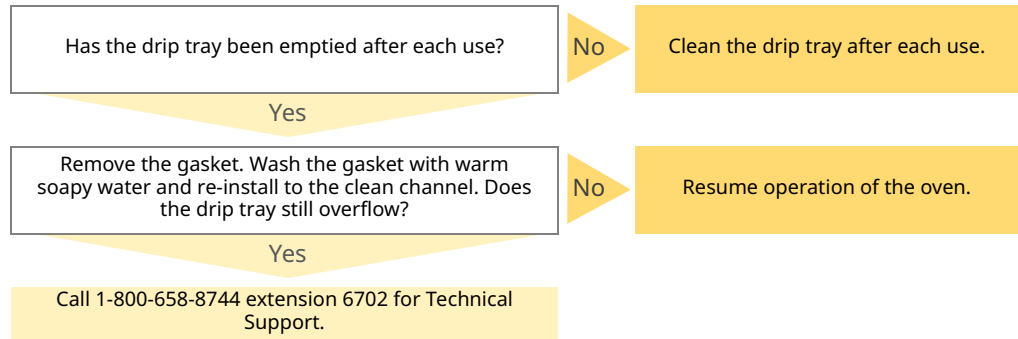 Has the drip tray been emptied after each use?
No
Clean the drip tray after each use.
Yes
Remove the gasket. Wash the gasket with warm
soapy water and re-install to the clean channel. Does
the drip tray still overflow?
No
Resume operation of the oven.
Yes
Call 1-800-658-8744 extension 6702 for Technical
Support.